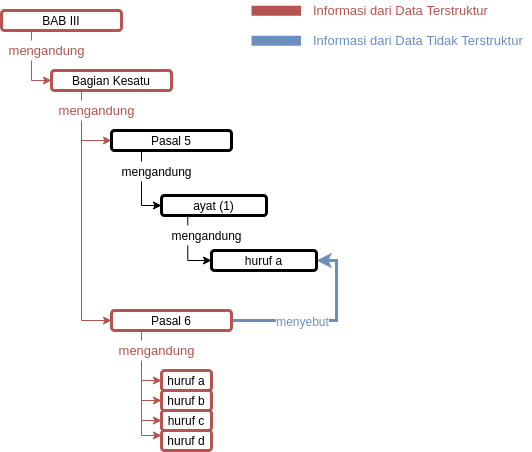 BAB III
Informasi dari Data Terstruktur
mengandung
Informasi dari Data Tidak Terstruktur
Bagian Kesatu
mengandung
Pasal 5
mengandung
ayat (1)
mengandung
huruf a
Pasal 6
menyebut
mengandung
huruf a
huruf b
huruf c
huruf d